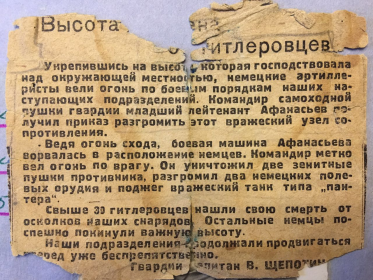 Высота
гитлеровцев
Укрепившись на высоте, которая господствовала
над окружающей местностью, немецкие артилле-
ристы вели огонь по боевым порядкам наших на-
ступающих подразделений. Командир самоходной
пушки гвардии младший лейтенант Афанасьев по-
лучил приказ разгромить этот вражеский узел со-
противления.
Ведя огонь схода, боевая машина Афанасьева
ворвалась в расположение немцев. Командир метко
вел огонь по врагу. Он уничтожил две зенитные
пушки противника, разгромил два немецких поле-
вых орудия и поджег вражеский танк типа „пан-
тера“.
Свыше 30 гитлеровцев нашли свою смерть от
осколков наших снарядов. Остальные немцы по-
спешно покинули важную высоту.
Наши подразделения продолжали продвигаться
вперед уже беспрепятственно.
Гвардии капитан В. ЩЕПОТИН